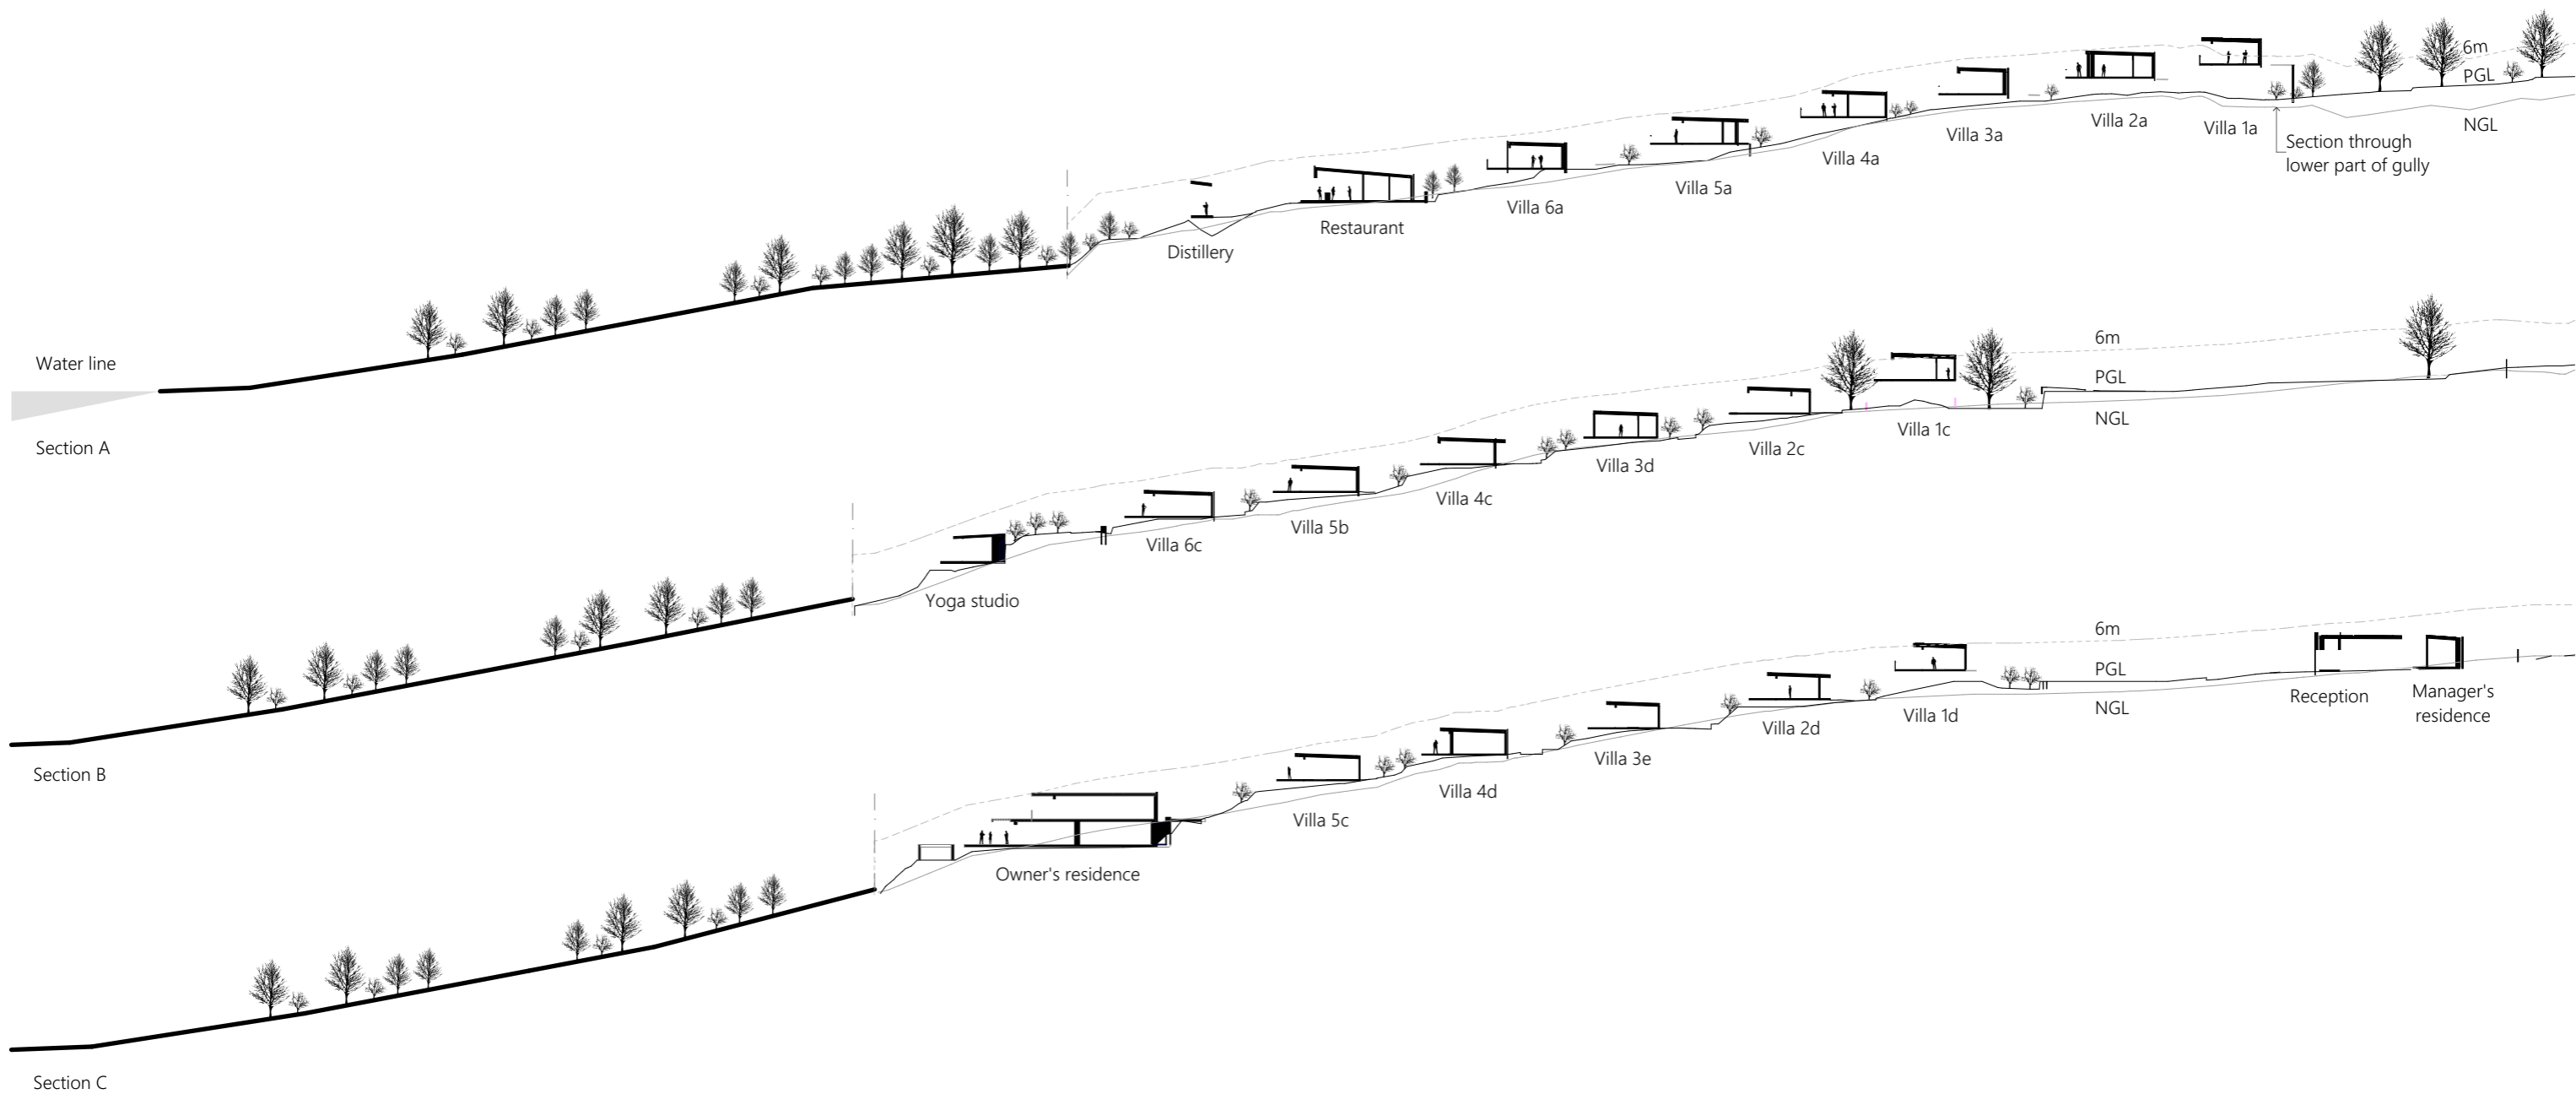 6m
PGL
NGL
Villa 1a
Villa 2a
Villa 3a
Villa 4a
Villa 5a
Villa 6a
Restaurant
Distillery
Section through
lower part of gully
Water line
Section A
6m
PGL
NGL
Villa 1c
Villa 2c
Villa 3d
Villa 4c
Villa 5b
Villa 6c
Yoga studio
Section B
6m
PGL
NGL
Reception
Manager's
residence
Villa 1d
Villa 2d
Villa 3e
Villa 4d
Villa 5c
Owner's residence
Section C